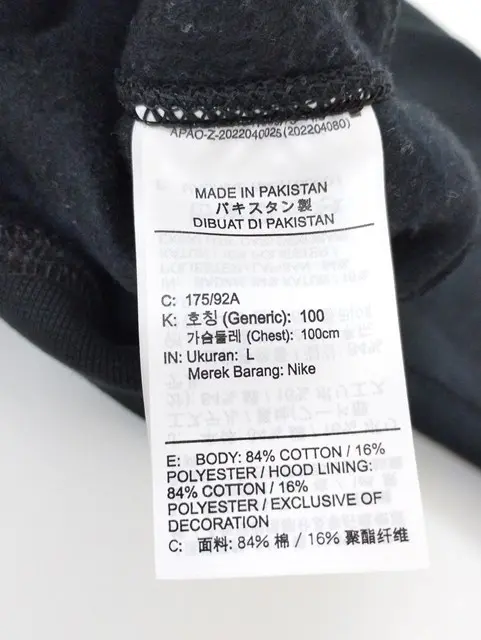 APAO-Z-2022040025(202204080)
MADE IN PAKISTAN
パキスタン製
DIBUAT DI PAKISTAN
C: 175/92A
K: 호칭 (Generic): 100
가슴둘레 (Chest): 100cm
IN: Ukuran: L
Merek Barang: Nike
E: BODY: 84% COTTON / 16%
POLYESTER / HOOD LINING:
84% COTTON / 16%
POLYESTER / EXCLUSIVE OF
DECORATION
C: 面料: 84% 棉 / 16% 聚酯纤维